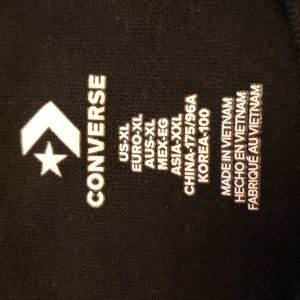 CONVERSE
US-XL
EURO-XL
AUS-XL
MEX-EG
ASIA-XXL
CHINA-175/96A
KOREA-100
MADE IN VIETNAM
HECHO EN VIETNAM
FABRIQUÉ AU VIETNAM